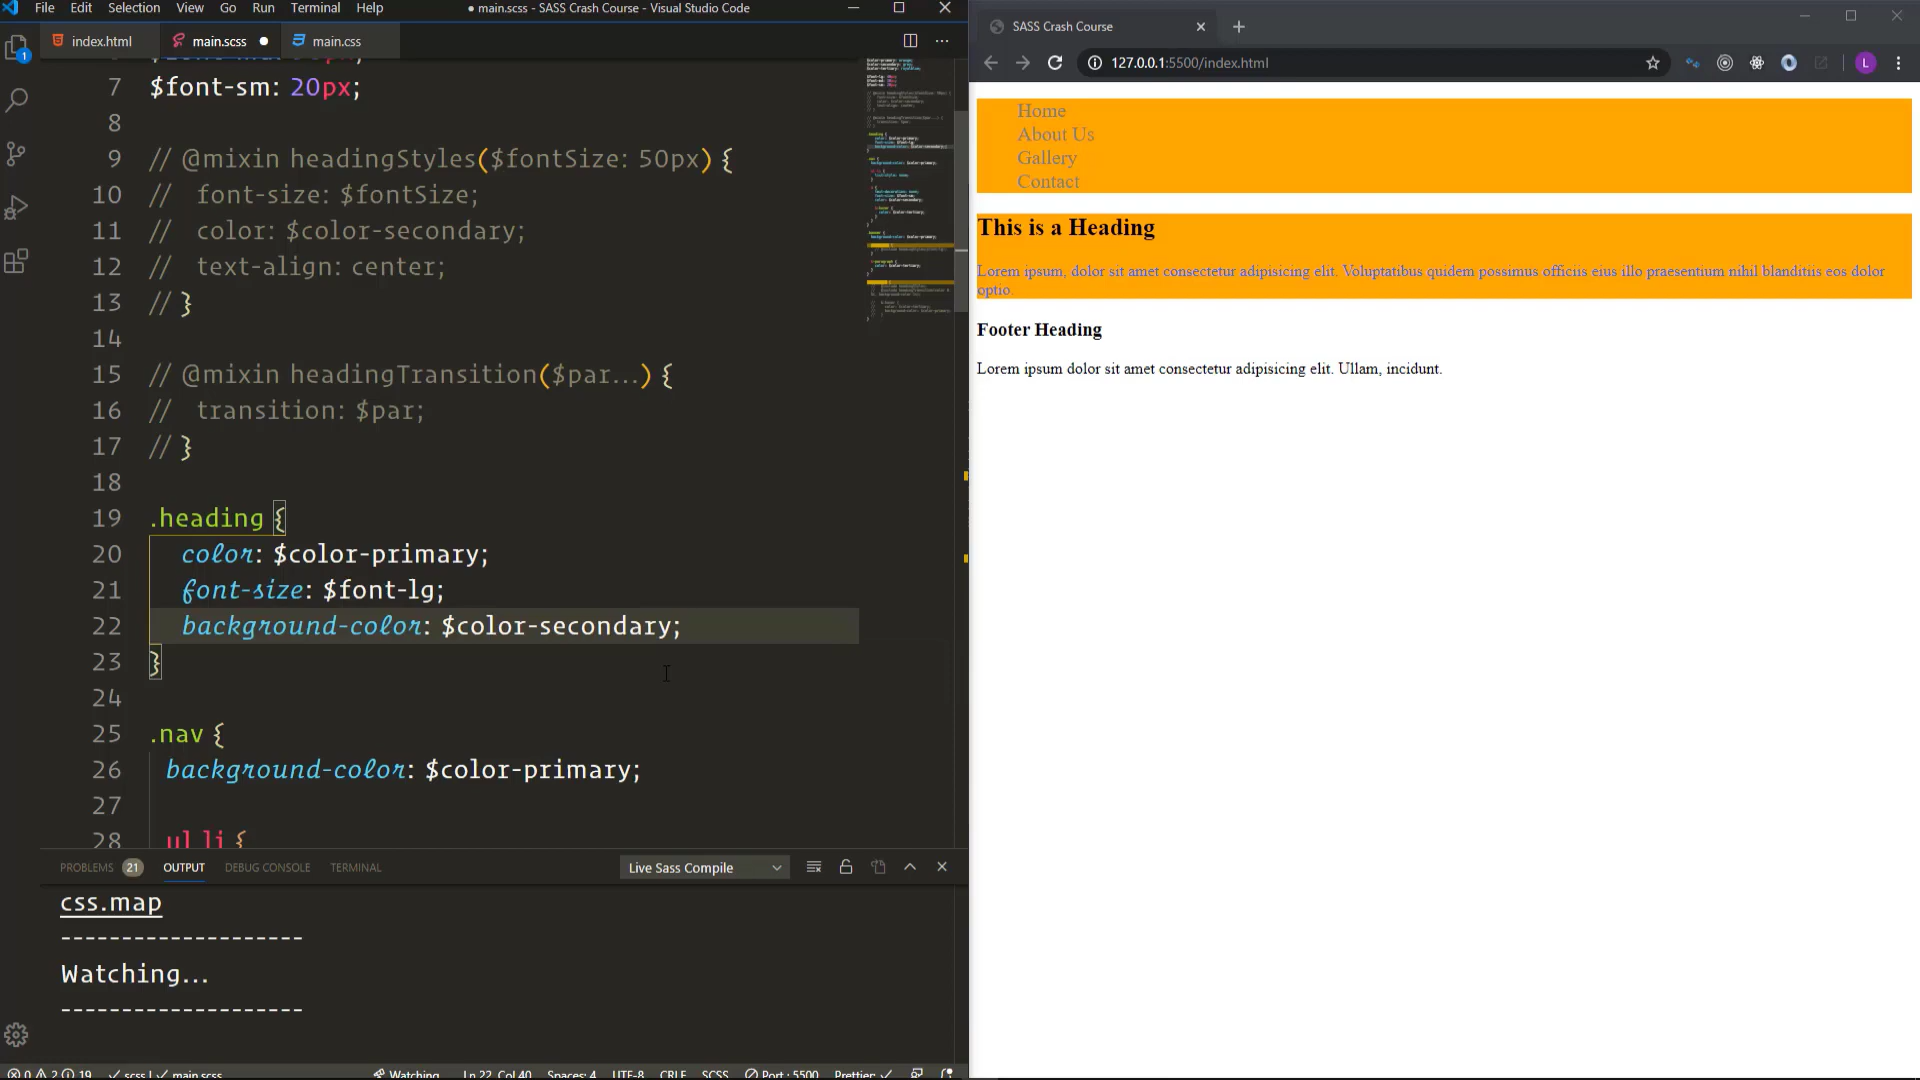 File Edit Selection View Go Run Terminal Help
● main.scss - SASS Crash Course - Visual Studio Code
index.html main.scss ● main.css
7 $font-sm: 20px;
8
9 // @mixin headingStyles($fontSize: 50px) {
10 // font-size: $fontSize;
11 // color: $color-secondary;
12 // text-align: center;
13 // }
14
15 // @mixin headingTransition($par...) {
16 // transition: $par;
17 // }
18
19 .heading {
20 color: $color-primary;
21 font-size: $font-lg;
22 background-color: $color-secondary;
23 }
24
25 .nav {
26 background-color: $color-primary;
27
28 ul li {
PROBLEMS 21 OUTPUT DEBUG CONSOLE TERMINAL Live Sass Compile
css.map
--------------------
Watching...
--------------------
0 2 19 scss | main.scss Watching... Ln 22, Col 40 Spaces: 4 UTF-8 CRLF SCSS Port : 5500 Prettier: ✓
SASS Crash Course
127.0.0.1:5500/index.html
L
Home
About Us
Gallery
Contact
This is a Heading
Lorem ipsum, dolor sit amet consectetur adipisicing elit. Voluptatibus quidem possimus officiis eius illo praesentium nihil blanditiis eos dolor
optio.
Footer Heading
Lorem ipsum dolor sit amet consectetur adipisicing elit. Ullam, incidunt.